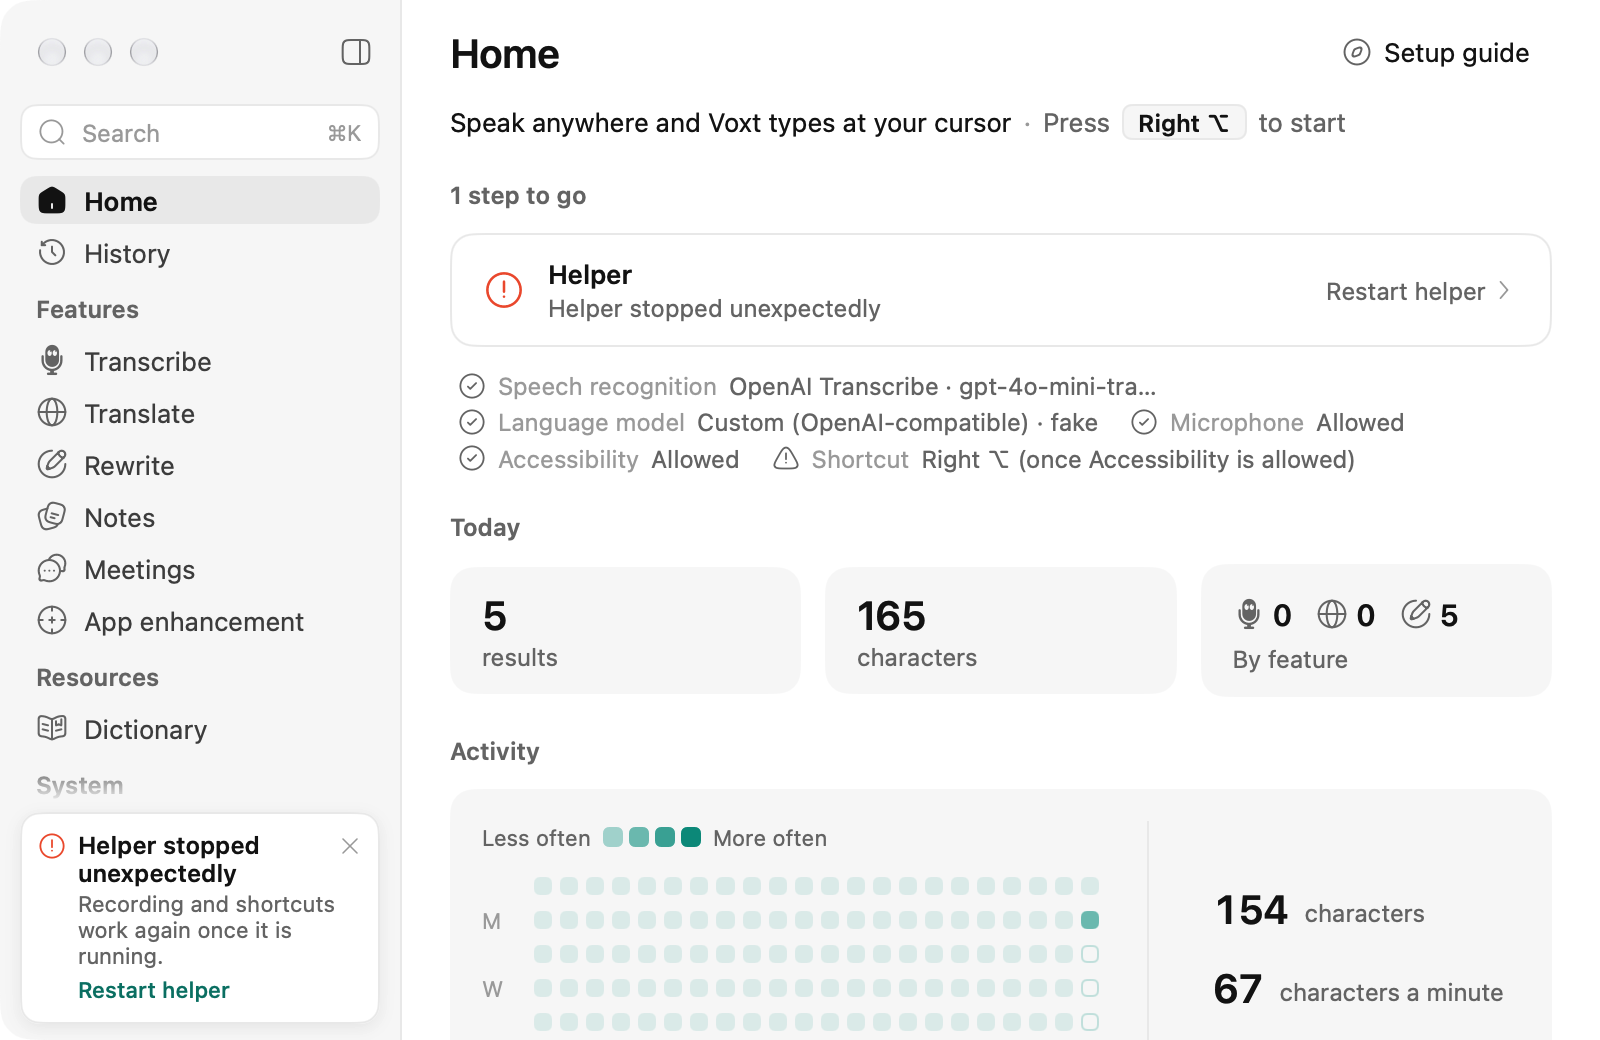 Search ⌘K
Home
History
Features
Transcribe
Translate
Rewrite
Notes
Meetings
App enhancement
Resources
Dictionary
System
Helper stopped
unexpectedly
Recording and shortcuts
work again once it is
running.
Restart helper
Home
Setup guide
Speak anywhere and Voxt types at your cursor · Press Right ⌥ to start
1 step to go
Helper
Helper stopped unexpectedly
Restart helper
Speech recognition OpenAI Transcribe · gpt-4o-mini-tra...
Language model Custom (OpenAI-compatible) · fake Microphone Allowed
Accessibility Allowed Shortcut Right ⌥ (once Accessibility is allowed)
Today
5
results
165
characters
0 0 5
By feature
Activity
Less often More often
M
W
154 characters
67 characters a minute